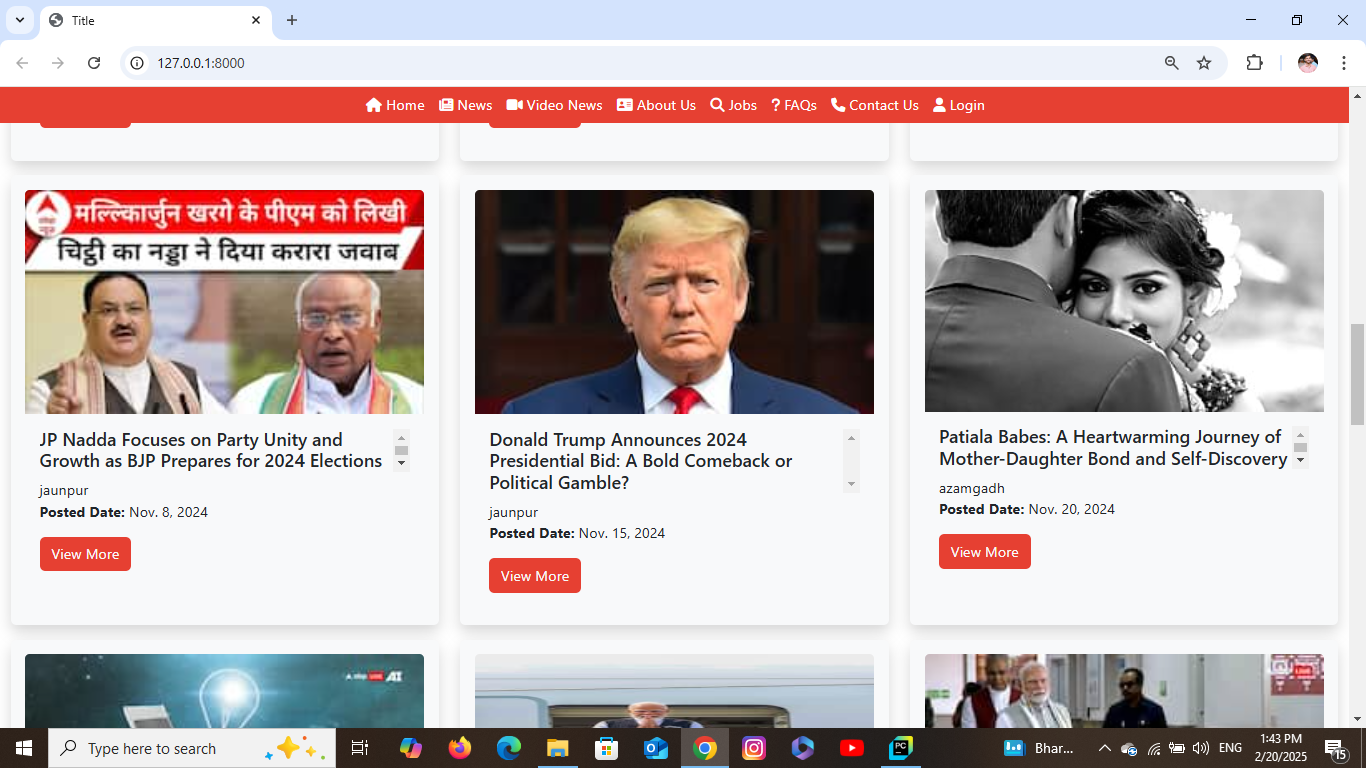 Title
127.0.0.1:8000
Home News Video News About Us Jobs ? FAQs Contact Us Login
मल्ल्किार्जुन खरगे के पीएम को लिखी
चिट्ठी का नड्डा ने दिया करारा जवाब
JP Nadda Focuses on Party Unity and
Growth as BJP Prepares for 2024 Elections
jaunpur
Posted Date: Nov. 8, 2024
View More
Donald Trump Announces 2024
Presidential Bid: A Bold Comeback or
Political Gamble?
jaunpur
Posted Date: Nov. 15, 2024
View More
Patiala Babes: A Heartwarming Journey of
Mother-Daughter Bond and Self-Discovery
azamgadh
Posted Date: Nov. 20, 2024
View More
LIVE AI
LIVE
Type here to search
PC
Bhar...
ENG
1:43 PM
2/20/2025
15